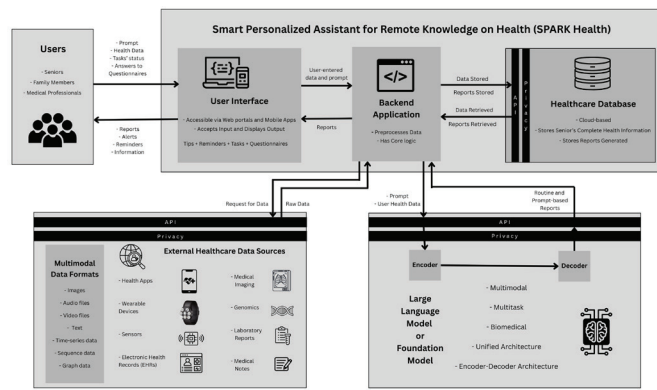 Smart Personalized Assistant for Remote Knowledge on Health (SPARK Health)
Users
- Seniors
- Family Members
- Medical Professionals
- Prompt
- Health Data
- Tasks' status
- Answers to
Questionnaires
- Reports
- Alerts
- Reminders
- Information
User Interface
- Accessible via Web portals and Mobile Apps
- Accepts Input and Displays Output
Tips + Reminders + Tasks + Questionnaires
User-entered
data and prompt
Reports
Backend
Application
- Preprocesses Data
- Has Core logic
Data Stored
Reports Stored
Data Retrieved
Reports Retrieved
API
Privacy
Healthcare Database
- Cloud-based
- Stores Senior's Complete Health Information
- Stores Reports Generated
Request for Data
Raw Data
- Prompt
- User Health Data
Routine and
Prompt-based
Reports
API
Privacy
Multimodal
Data Formats
- Images
- Audio files
- Video files
- Text
- Time-series data
- Sequence data
- Graph data
External Healthcare Data Sources
- Health Apps
- Wearable
Devices
- Sensors
- Electronic Health
Records (EHRs)
- Medical
Imaging
- Genomics
- Laboratory
Reports
- Medical
Notes
API
Privacy
Encoder
Decoder
Large
Language
Model
or
Foundation
Model
- Multimodal
- Multitask
- Biomedical
- Unified Architecture
- Encoder-Decoder Architecture